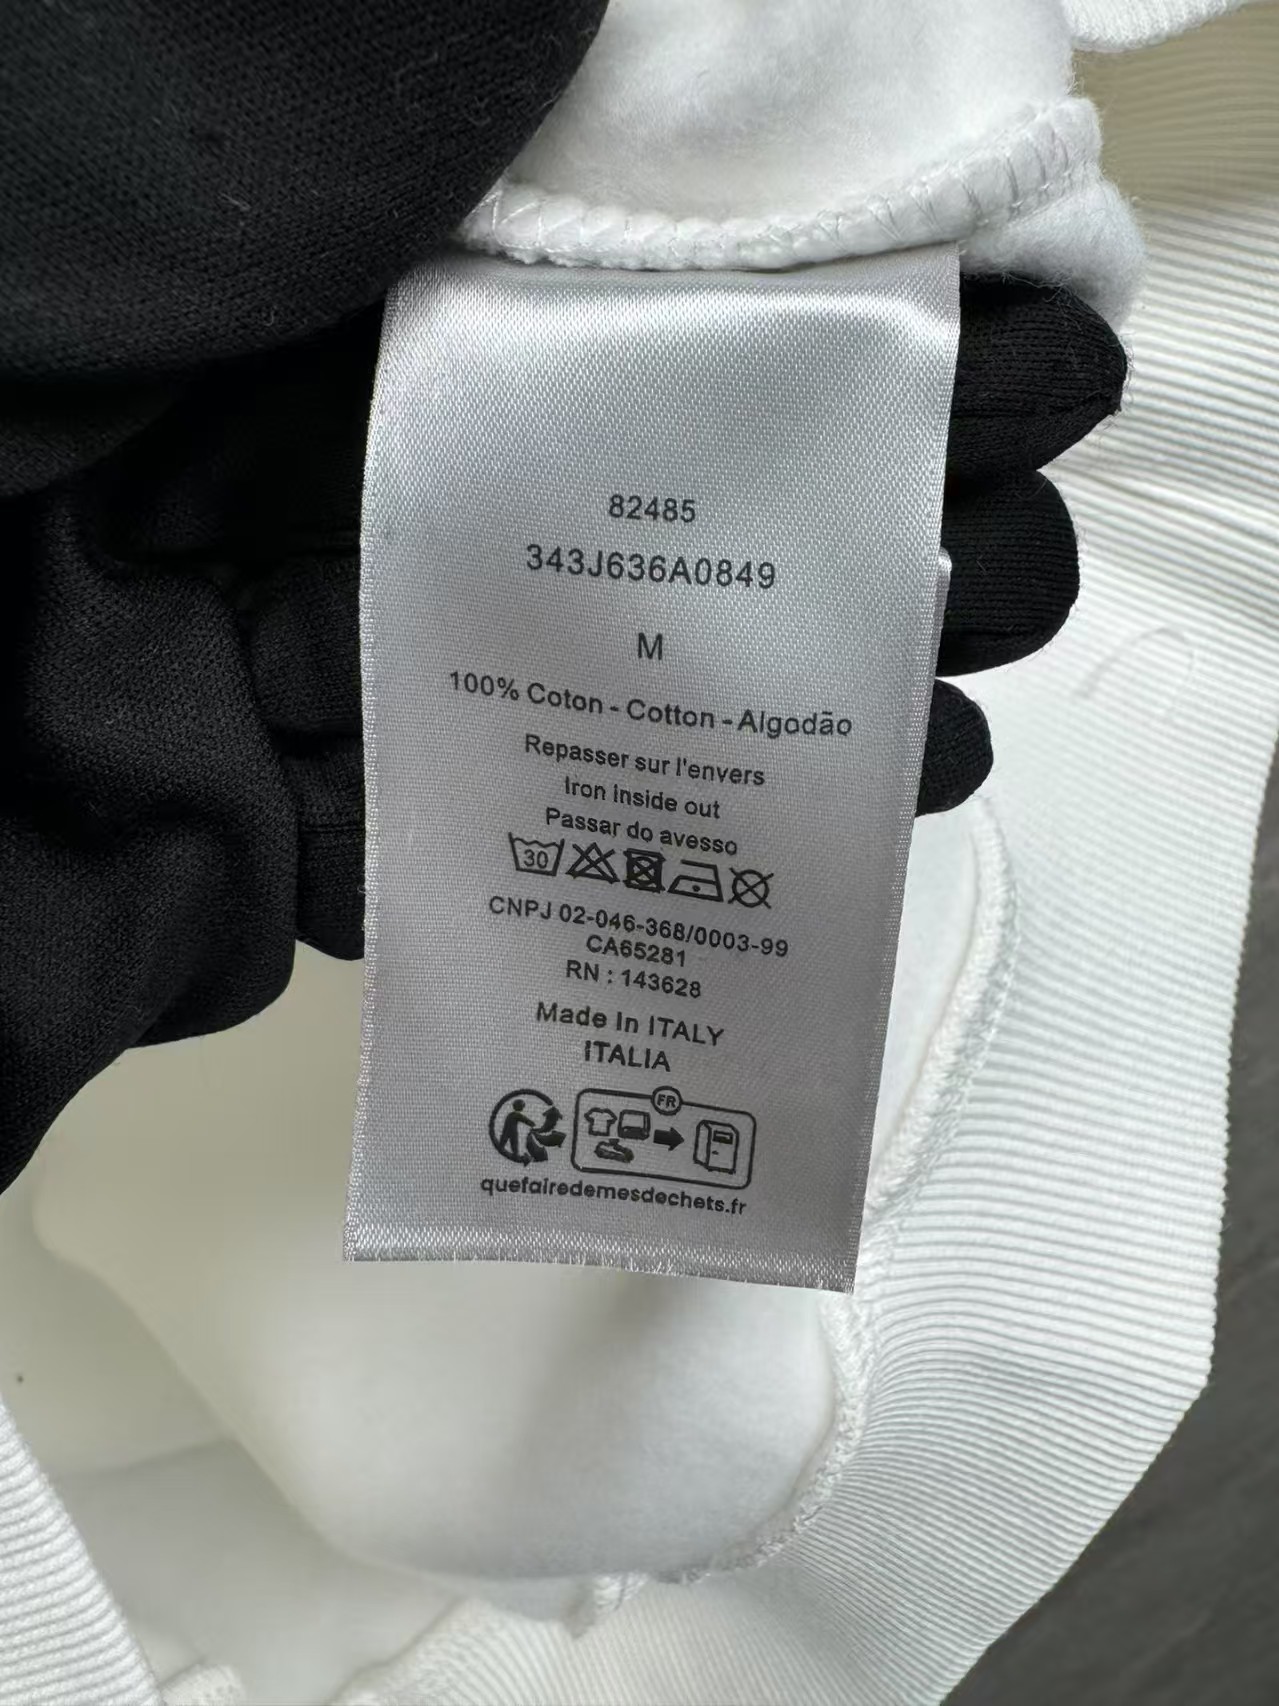 82485
343J636A0849
M
100% Coton - Cotton - Algodão
Repasser sur l'envers
Iron inside out
Passar do avesso
30
CNPJ 02-046-368/0003-99
CA65281
RN : 143628
Made in ITALY
ITALIA
FR
quefairedemesdechets.fr